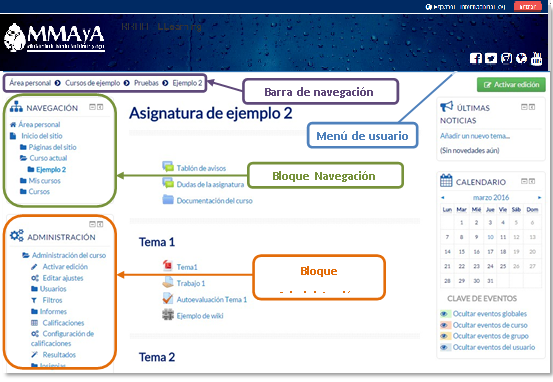 Español - Internacional (es)
MMAyA
Área personal > Cursos de ejemplo > Pruebas > Ejemplo 2
Barra de navegación
Activar edición
NAVEGACIÓN
Área personal
Inicio del sitio
Páginas del sitio
Curso actual
Ejemplo 2
Mis cursos
Cursos
Asignatura de ejemplo 2
Menú de usuario
Tablón de avisos
Dudas de la asignatura
Documentación del curso
Bloque Navegación
ÚLTIMAS
NOTICIAS
Añadir un nuevo tema...
(Sin novedades aún)
CALENDARIO
marzo 2016
Lun Mar Mié Jue Vie Sáb Dom
1 2 3 4 5 6
7 8 9 10 11 12 13
14 15 16 17 18 19 20
21 22 23 24 25 26 27
28 29 30 31
CLAVE DE EVENTOS
Ocultar eventos globales
Ocultar eventos de curso
Ocultar eventos de grupo
Ocultar eventos del usuario
ADMINISTRACIÓN
Administración del curso
Activar edición
Editar ajustes
Usuarios
Filtros
Informes
Calificaciones
Configuración de
calificaciones
Resultados
Insignias
Tema 1
Tema1
Trabajo 1
Autoevaluación Tema 1
Ejemplo de wiki
Bloque
Tema 2